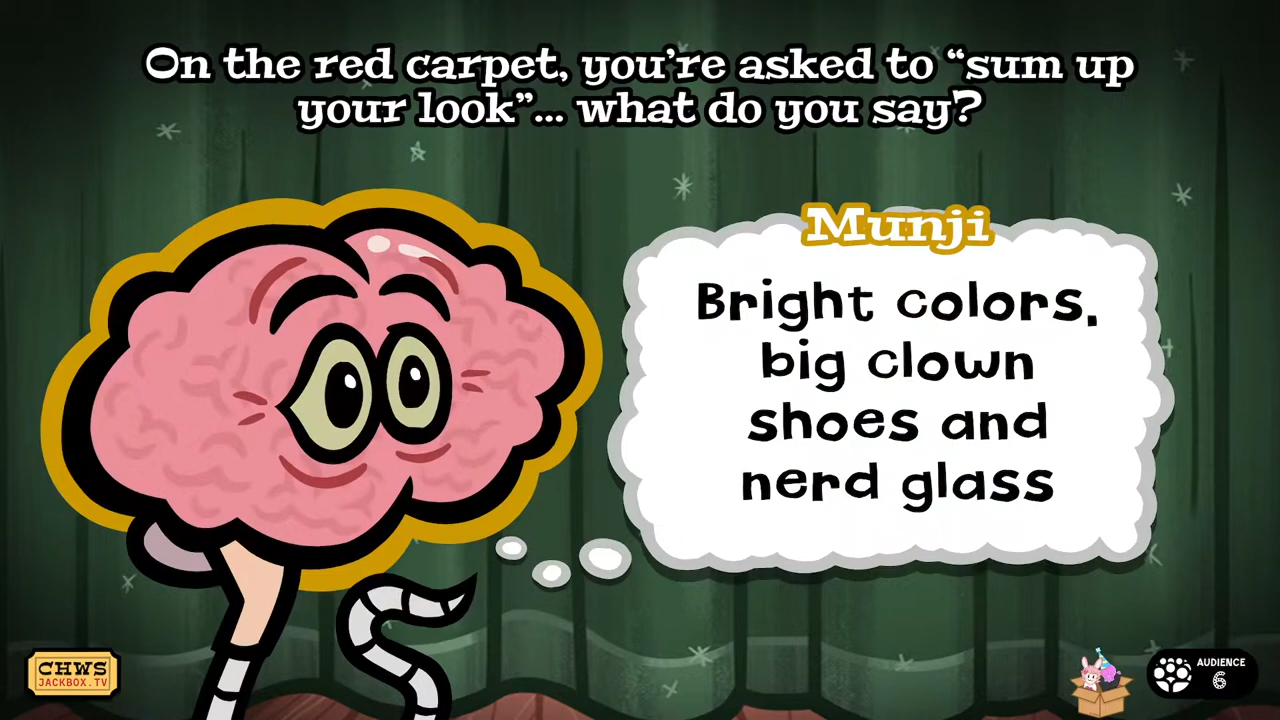 On the red carpet, you're asked to “sum up
your look”... what do you say?
Munji
Bright colors,
big clown
shoes and
nerd glass
CHWS
JACKBOX.TV
AUDIENCE
6